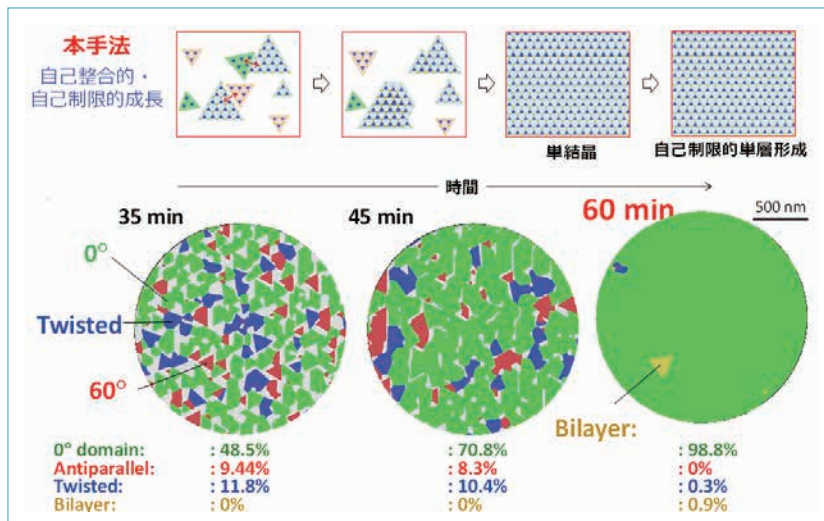 本手法
自己整合的・
自己制限的成長
単結晶
自己制限的単層形成
時間
35 min
45 min
60 min
500 nm
0°
Twisted
60°
Bilayer:
0° domain: : 48.5% : 70.8% : 98.8%
Antiparallel: : 9.44% : 8.3% : 0%
Twisted: : 11.8% : 10.4% : 0.3%
Bilayer: : 0% : 0% : 0.9%